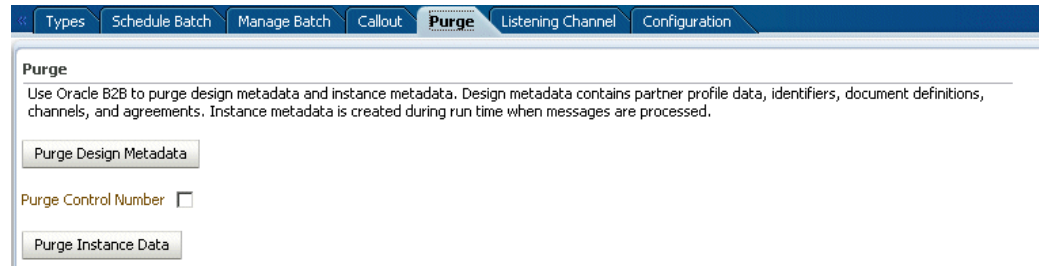 « Types Schedule Batch Manage Batch Callout Purge Listening Channel Configuration
Purge
Use Oracle B2B to purge design metadata and instance metadata. Design metadata contains partner profile data, identifiers, document definitions,
channels, and agreements. Instance metadata is created during run time when messages are processed.
Purge Design Metadata
Purge Control Number
Purge Instance Data